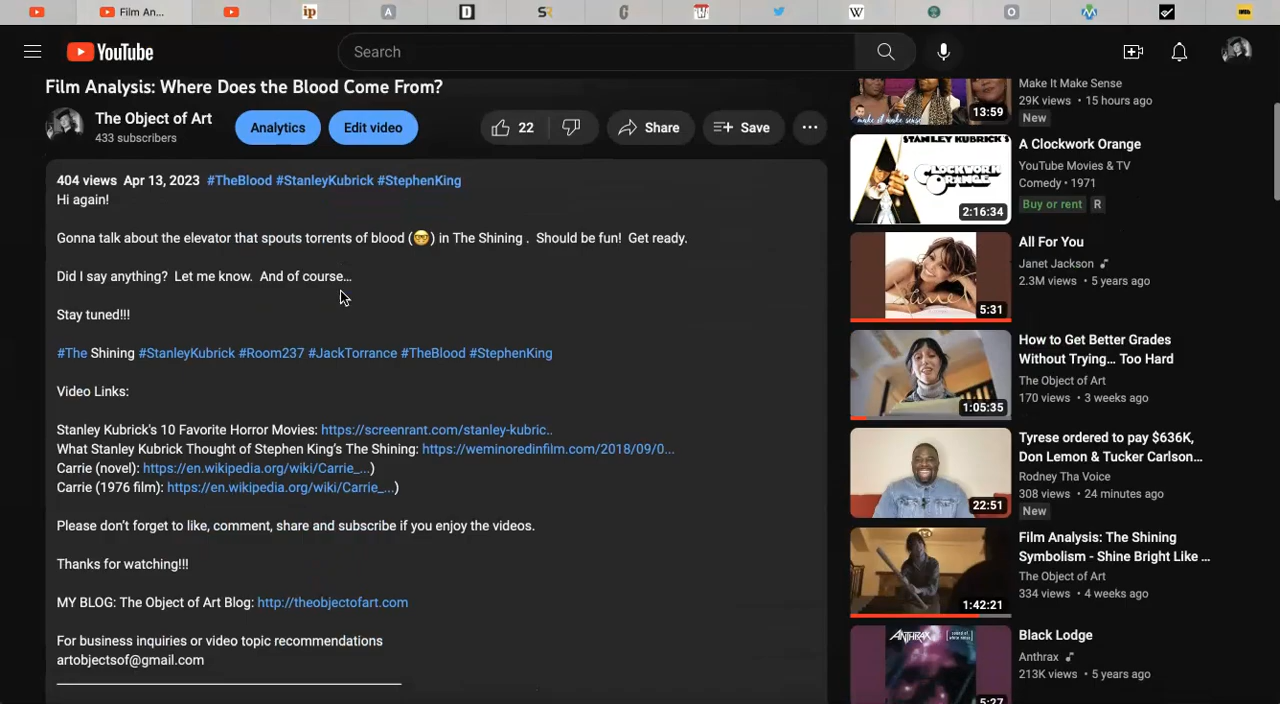 Film An...
YouTube
Search
Film Analysis: Where Does the Blood Come From?
The Object of Art
433 subscribers
Analytics
Edit video
22
Share
Save
404 views Apr 13, 2023 #TheBlood #StanleyKubrick #StephenKing
Hi again!
Gonna talk about the elevator that spouts torrents of blood (🤓) in The Shining . Should be fun! Get ready.
Did I say anything? Let me know. And of course...
Stay tuned!!!
#The Shining #StanleyKubrick #Room237 #JackTorrance #TheBlood #StephenKing
Video Links:
Stanley Kubrick's 10 Favorite Horror Movies: https://screenrant.com/stanley-kubric..
What Stanley Kubrick Thought of Stephen King's The Shining: https://weminoredinfilm.com/2018/09/0...
Carrie (novel): https://en.wikipedia.org/wiki/Carrie_...)
Carrie (1976 film): https://en.wikipedia.org/wiki/Carrie_...)
Please don't forget to like, comment, share and subscribe if you enjoy the videos.
Thanks for watching!!!
MY BLOG: The Object of Art Blog: http://theobjectofart.com
For business inquiries or video topic recommendations
artobjectsof@gmail.com
make it make sense
13:59
Make It Make Sense
29K views • 15 hours ago
New
STANLEY KUBRICK'S
CLOCKWORK
ORANGE
2:16:34
A Clockwork Orange
YouTube Movies & TV
Comedy • 1971
Buy or rent R
5:31
All For You
Janet Jackson
2.3M views • 5 years ago
1:05:35
How to Get Better Grades
Without Trying... Too Hard
The Object of Art
170 views • 3 weeks ago
22:51
Tyrese ordered to pay $636K,
Don Lemon & Tucker Carlson...
Rodney Tha Voice
308 views • 24 minutes ago
New
1:42:21
Film Analysis: The Shining
Symbolism - Shine Bright Like ...
The Object of Art
334 views • 4 weeks ago
ANTHRAX
5:27
Black Lodge
Anthrax
213K views • 5 years ago